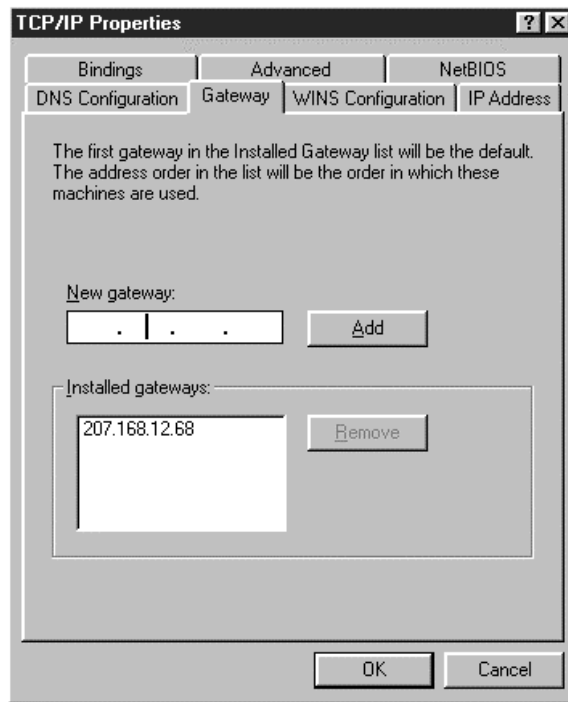 TCP/IP Properties
Bindings Advanced NetBIOS
DNS Configuration Gateway WINS Configuration IP Address
The first gateway in the Installed Gateway list will be the default.
The address order in the list will be the order in which these
machines are used.
New gateway:
. . .
Add
Installed gateways:
207.168.12.68
Remove
OK Cancel